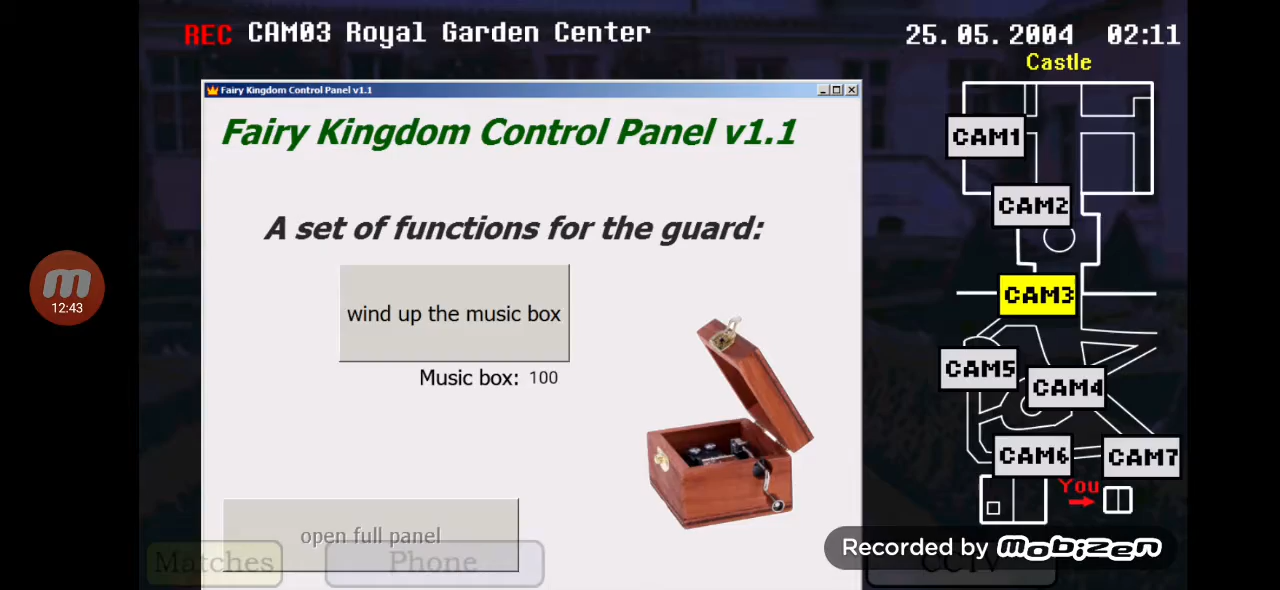 REC CAM03 Royal Garden Center
25.05.2004 02:11
Castle
Fairy Kingdom Control Panel v1.1
Fairy Kingdom Control Panel v1.1
A set of functions for the guard:
wind up the music box
Music box: 100
open full panel
Matches
Phone
CCTV
CAM1
CAM2
CAM3
CAM5
CAM4
CAM6
CAM7
You
12:43
Recorded by mobizen